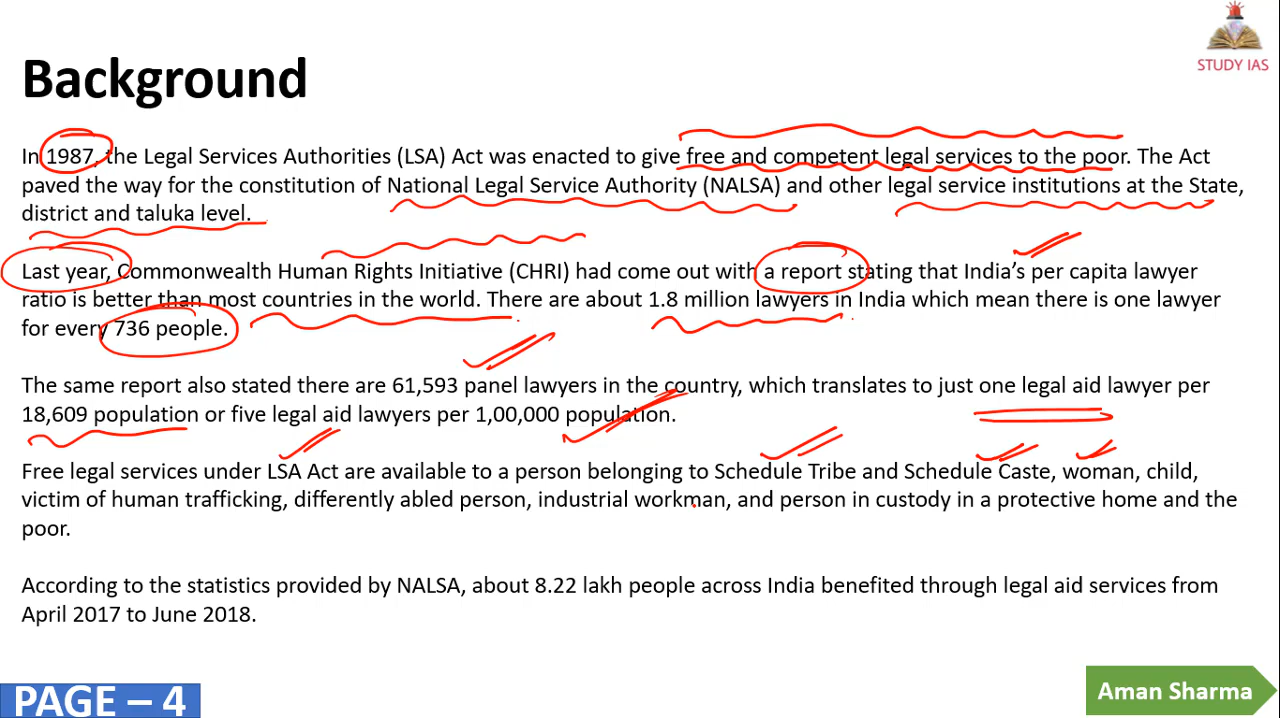 STUDY IAS
Background
In 1987, the Legal Services Authorities (LSA) Act was enacted to give free and competent legal services to the poor. The Act
paved the way for the constitution of National Legal Service Authority (NALSA) and other legal service institutions at the State,
district and taluka level.
Last year, Commonwealth Human Rights Initiative (CHRI) had come out with a report stating that India's per capita lawyer
ratio is better than most countries in the world. There are about 1.8 million lawyers in India which mean there is one lawyer
for every 736 people.
The same report also stated there are 61,593 panel lawyers in the country, which translates to just one legal aid lawyer per
18,609 population or five legal aid lawyers per 1,00,000 population.
Free legal services under LSA Act are available to a person belonging to Schedule Tribe and Schedule Caste, woman, child,
victim of human trafficking, differently abled person, industrial workman, and person in custody in a protective home and the
poor.
According to the statistics provided by NALSA, about 8.22 lakh people across India benefited through legal aid services from
April 2017 to June 2018.
PAGE – 4
Aman Sharma